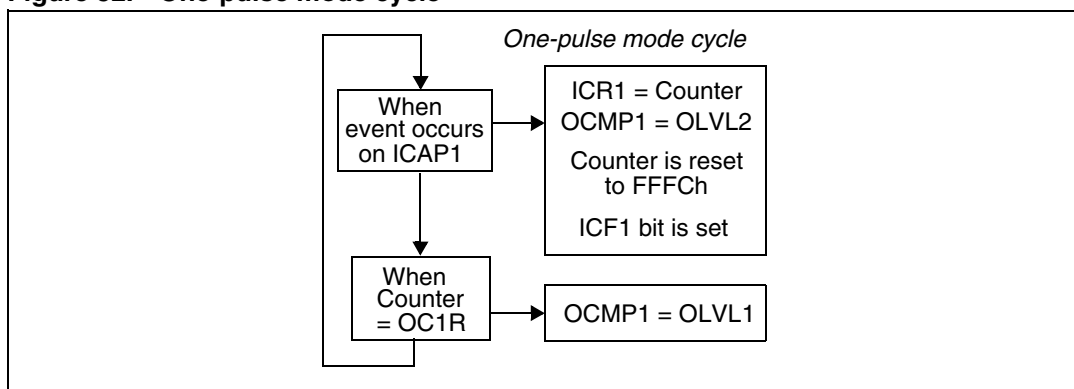 Figure 52. One-pulse mode cycle
One-pulse mode cycle
When
event occurs
on ICAP1
ICR1 = Counter
OCMP1 = OLVL2
Counter is reset
to FFFCh
ICF1 bit is set
When
Counter
= OC1R
OCMP1 = OLVL1